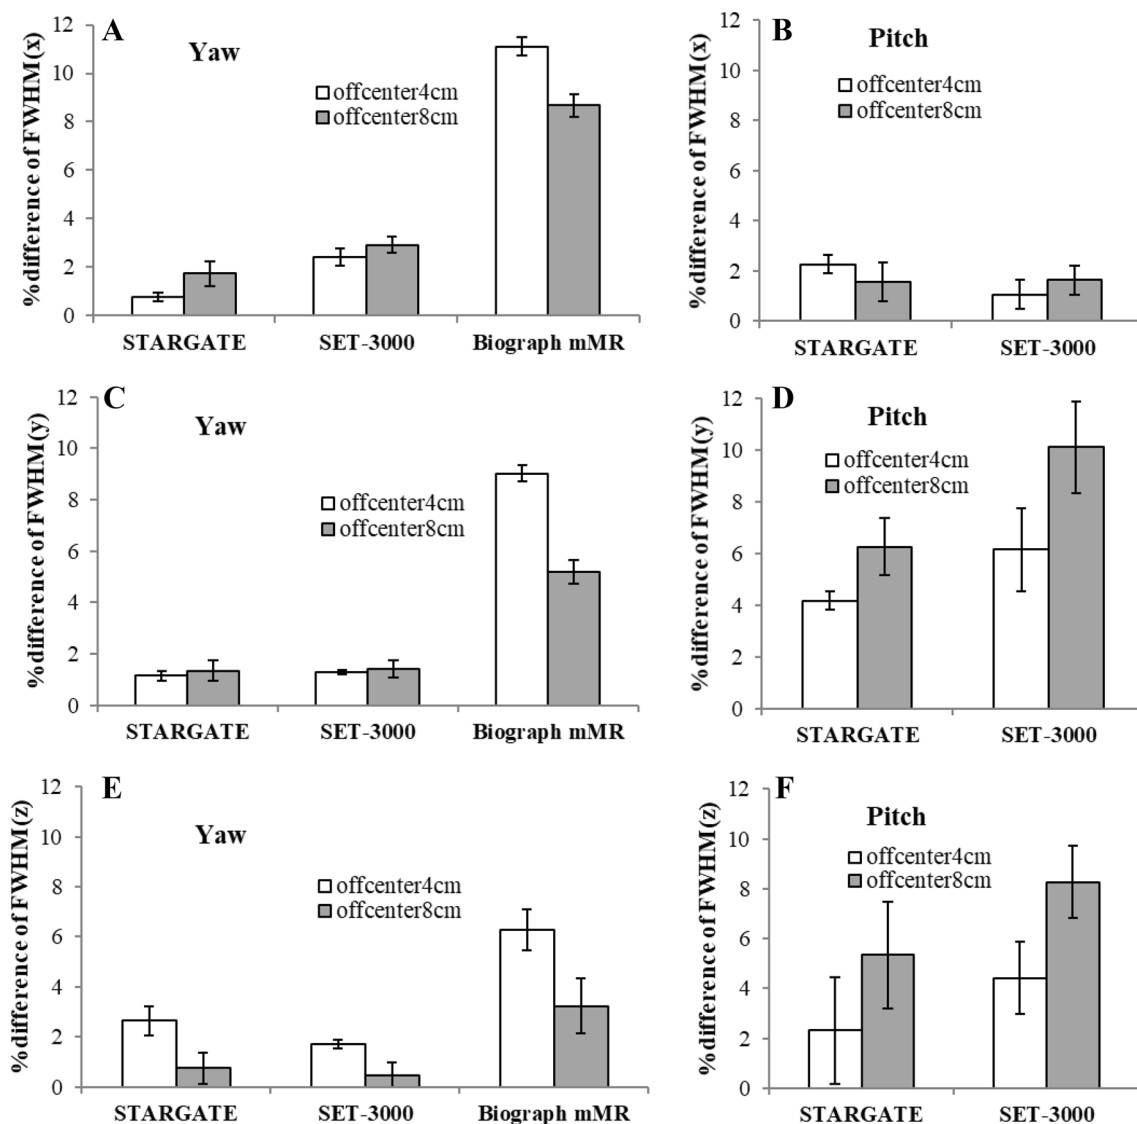 A
Yaw
%difference of FWHM(x)
12
10
8
6
4
2
0
offcenter4cm
offcenter8cm
STARGATE
SET-3000
Biograph mMR
B
Pitch
%difference of FWHM(x)
12
10
8
6
4
2
0
offcenter4cm
offcenter8cm
STARGATE
SET-3000
C
Yaw
%difference of FWHM(y)
12
10
8
6
4
2
0
offcenter4cm
offcenter8cm
STARGATE
SET-3000
Biograph mMR
D
Pitch
%difference of FWHM(y)
12
10
8
6
4
2
0
offcenter4cm
offcenter8cm
STARGATE
SET-3000
E
Yaw
%difference of FWHM(z)
12
10
8
6
4
2
0
offcenter4cm
offcenter8cm
STARGATE
SET-3000
Biograph mMR
F
Pitch
%difference of FWHM(z)
12
10
8
6
4
2
0
offcenter4cm
offcenter8cm
STARGATE
SET-3000